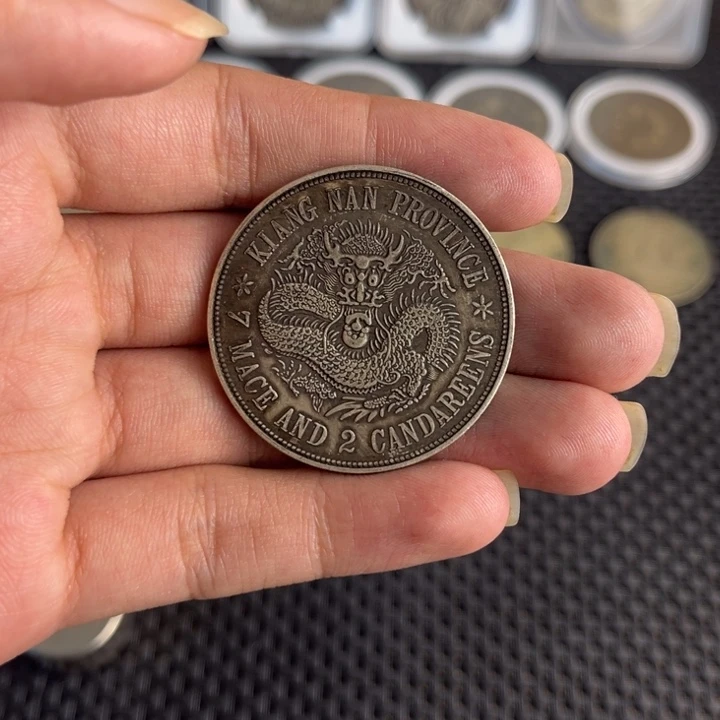 KIANG NAN PROVINCE
7 MACE AND 2 CANDAREENS